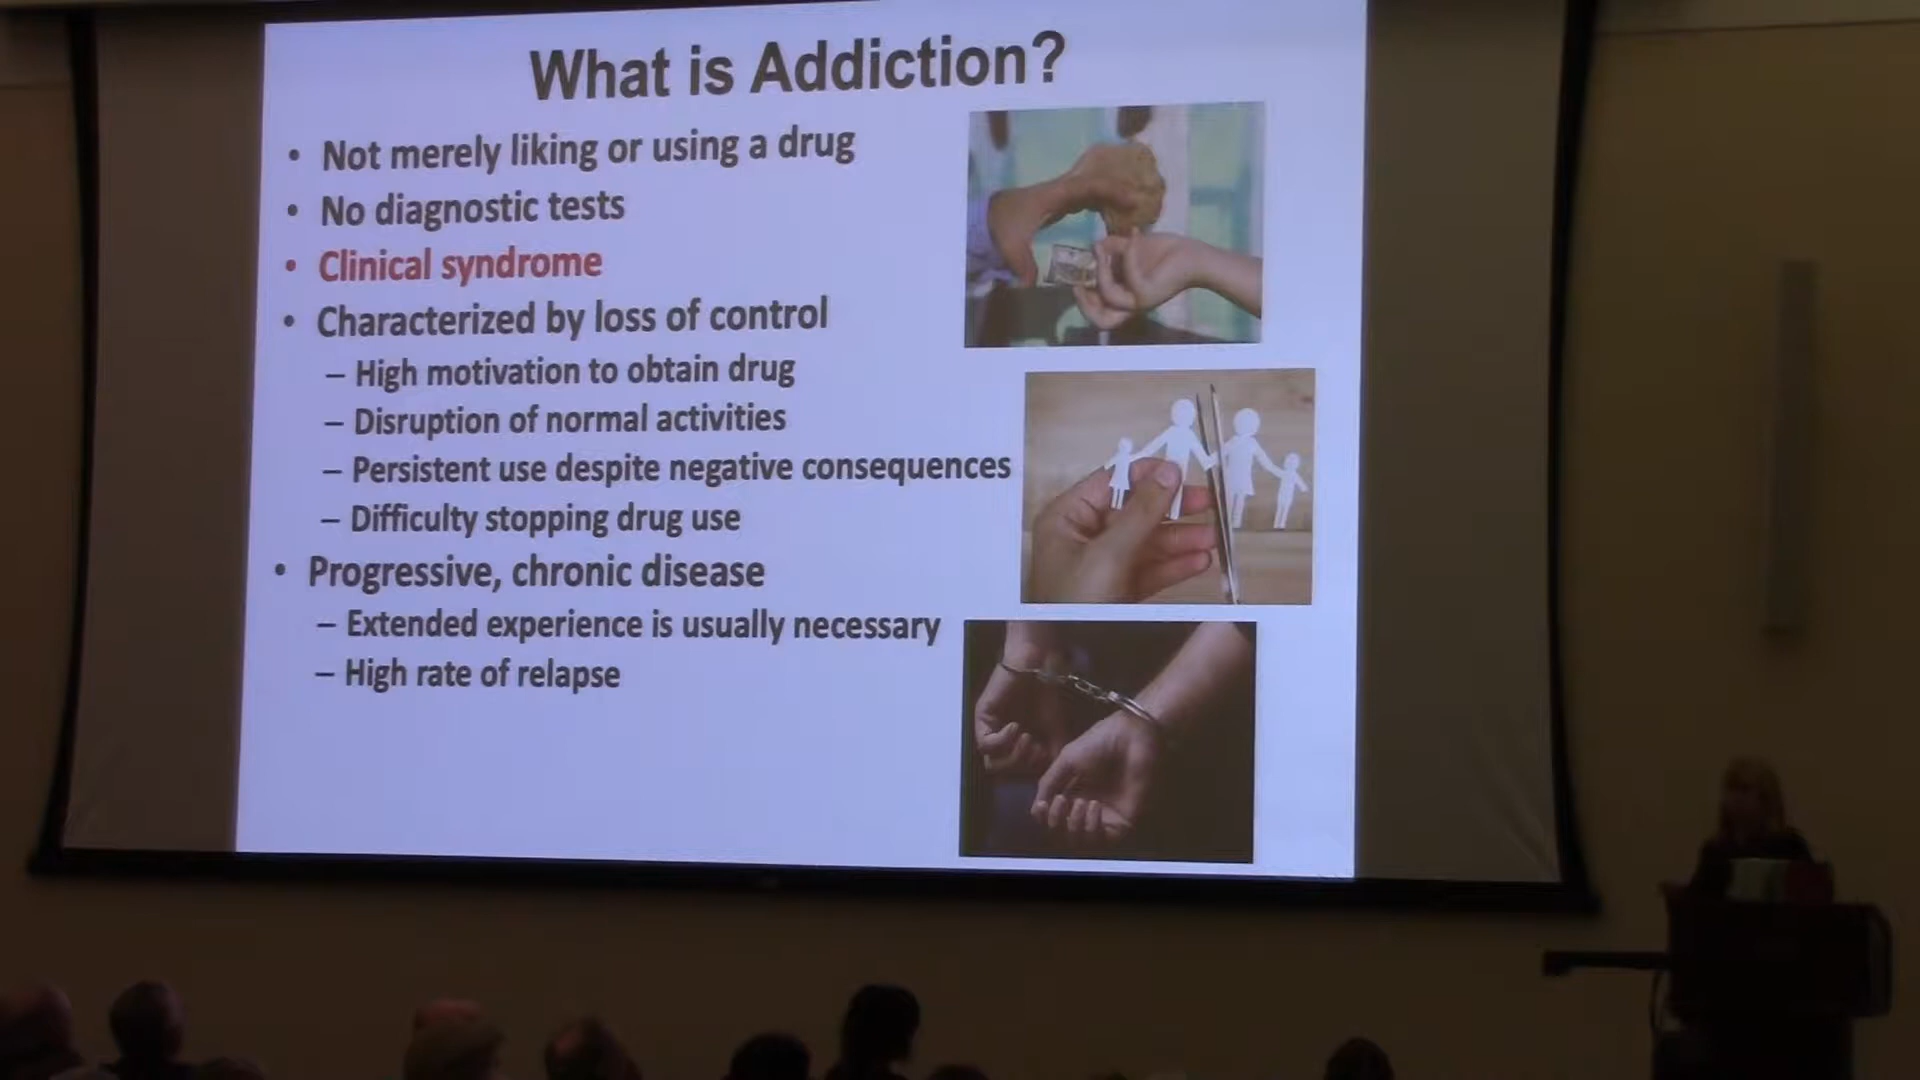 What is Addiction?
• Not merely liking or using a drug
• No diagnostic tests
• Clinical syndrome
• Characterized by loss of control
– High motivation to obtain drug
– Disruption of normal activities
– Persistent use despite negative consequences
– Difficulty stopping drug use
• Progressive, chronic disease
– Extended experience is usually necessary
– High rate of relapse